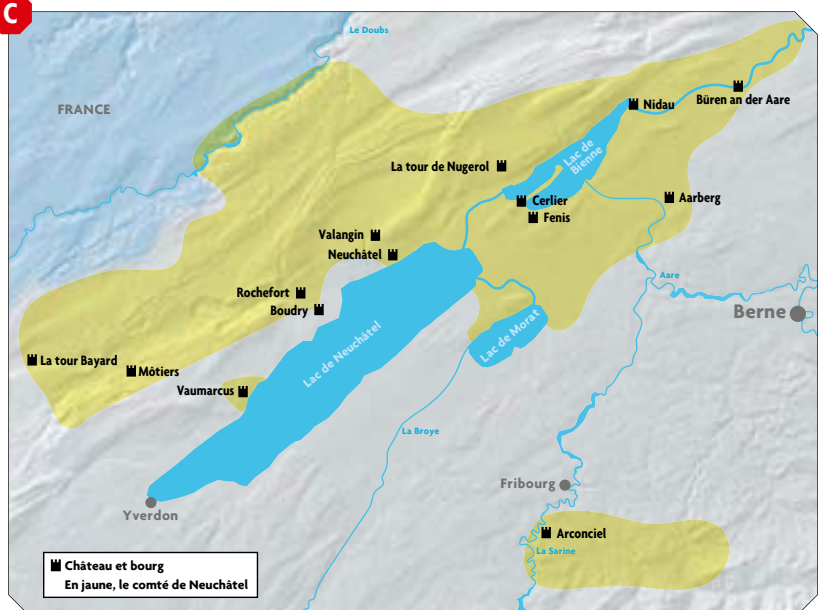 C
Le Doubs
FRANCE
Nidau
Büren an der Aare
Lac de
Bienne
La tour de Nugerol
Cerlier
Aarberg
Fenis
Valangin
Neuchâtel
Aare
Rochefort
Boudry
Berne
Lac de Morat
Lac de Neuchâtel
La tour Bayard
Môtiers
Vaumarcus
La Broye
Fribourg
Yverdon
Arconciel
La Sarine
Château et bourg
En jaune, le comté de Neuchâtel